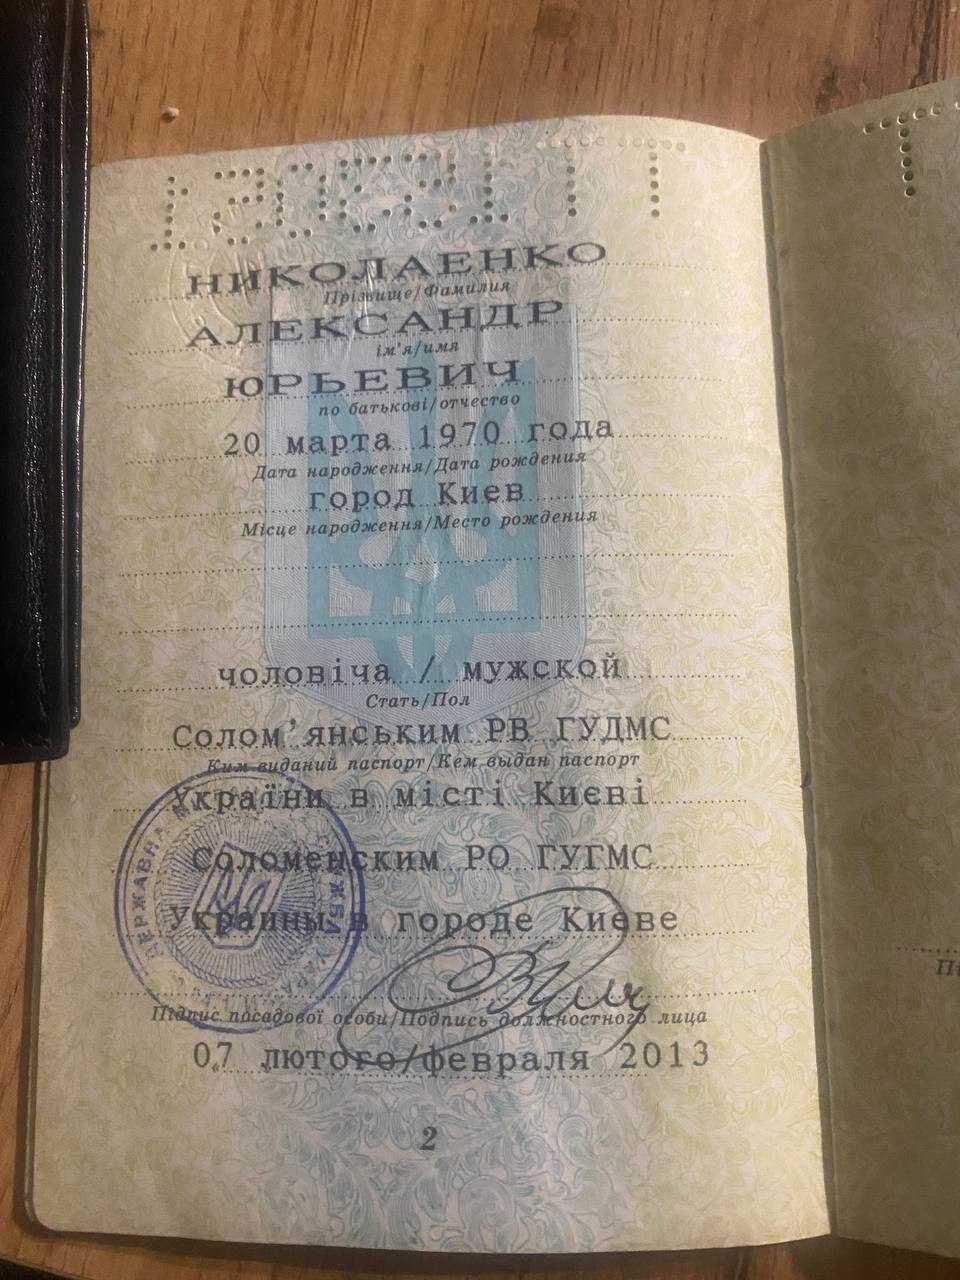 НИКОЛАЕНКО
Прізвище/Фамилия
АЛЕКСАНДР
ім'я/имя
ЮРЬЕВИЧ
по батькові/отчество
20 марта 1970 года
Дата народження/Дата рождения
город Киев
Місце народження/Место рождения
чоловіча / мужской
Стать/Пол
Солом'янським РВ ГУДМС
Ким виданий паспорт/Кем выдан паспорт
України в місті Києві
Соломенским РО ГУГМС
Украины в городе Киеве
Підпис посадової особи/Подпись должностного лица
07 лютого/февраля 2013
2
ДЕРЖАВНА